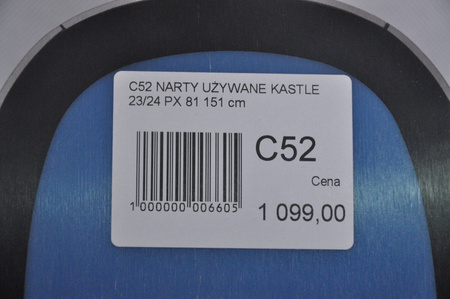 C52 NARTY UŻYWANE KASTLE
23/24 PX 81 151 cm
C52
1 000000 006605
Cena
1 099,00